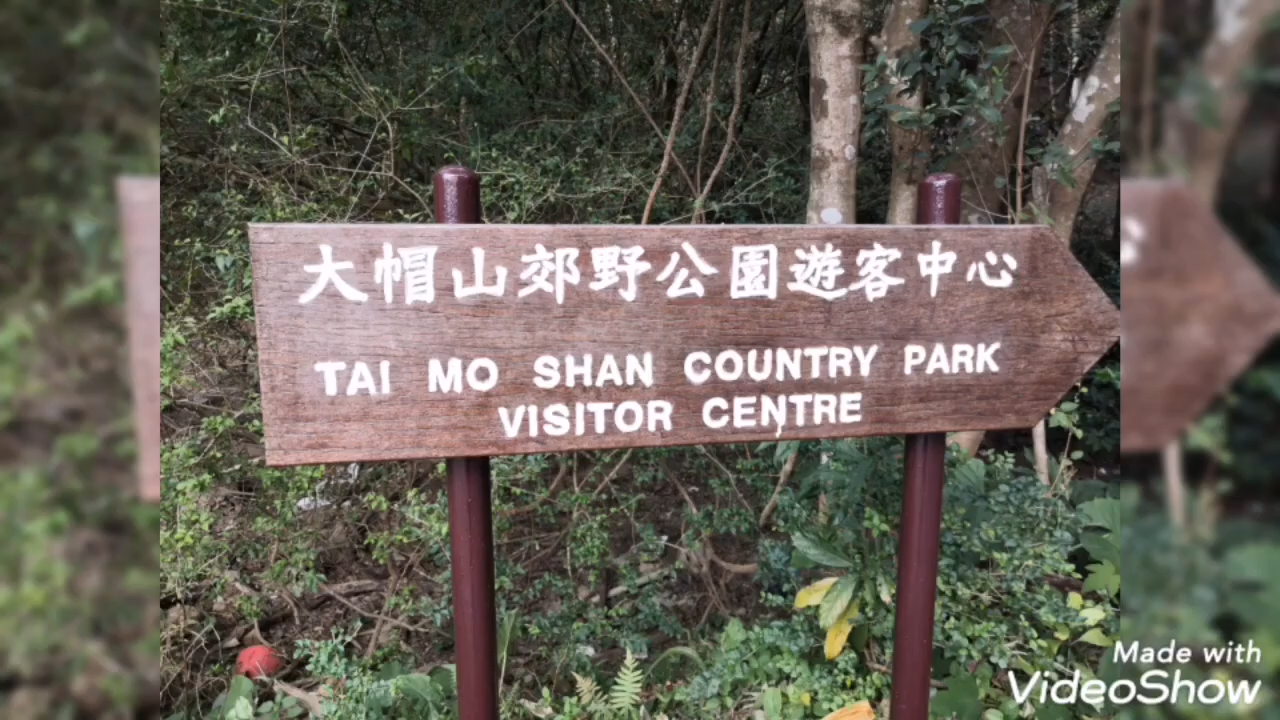 大帽山郊野公園遊客中心
TAI MO SHAN COUNTRY PARK
VISITOR CENTRE
Made with
VideoShow